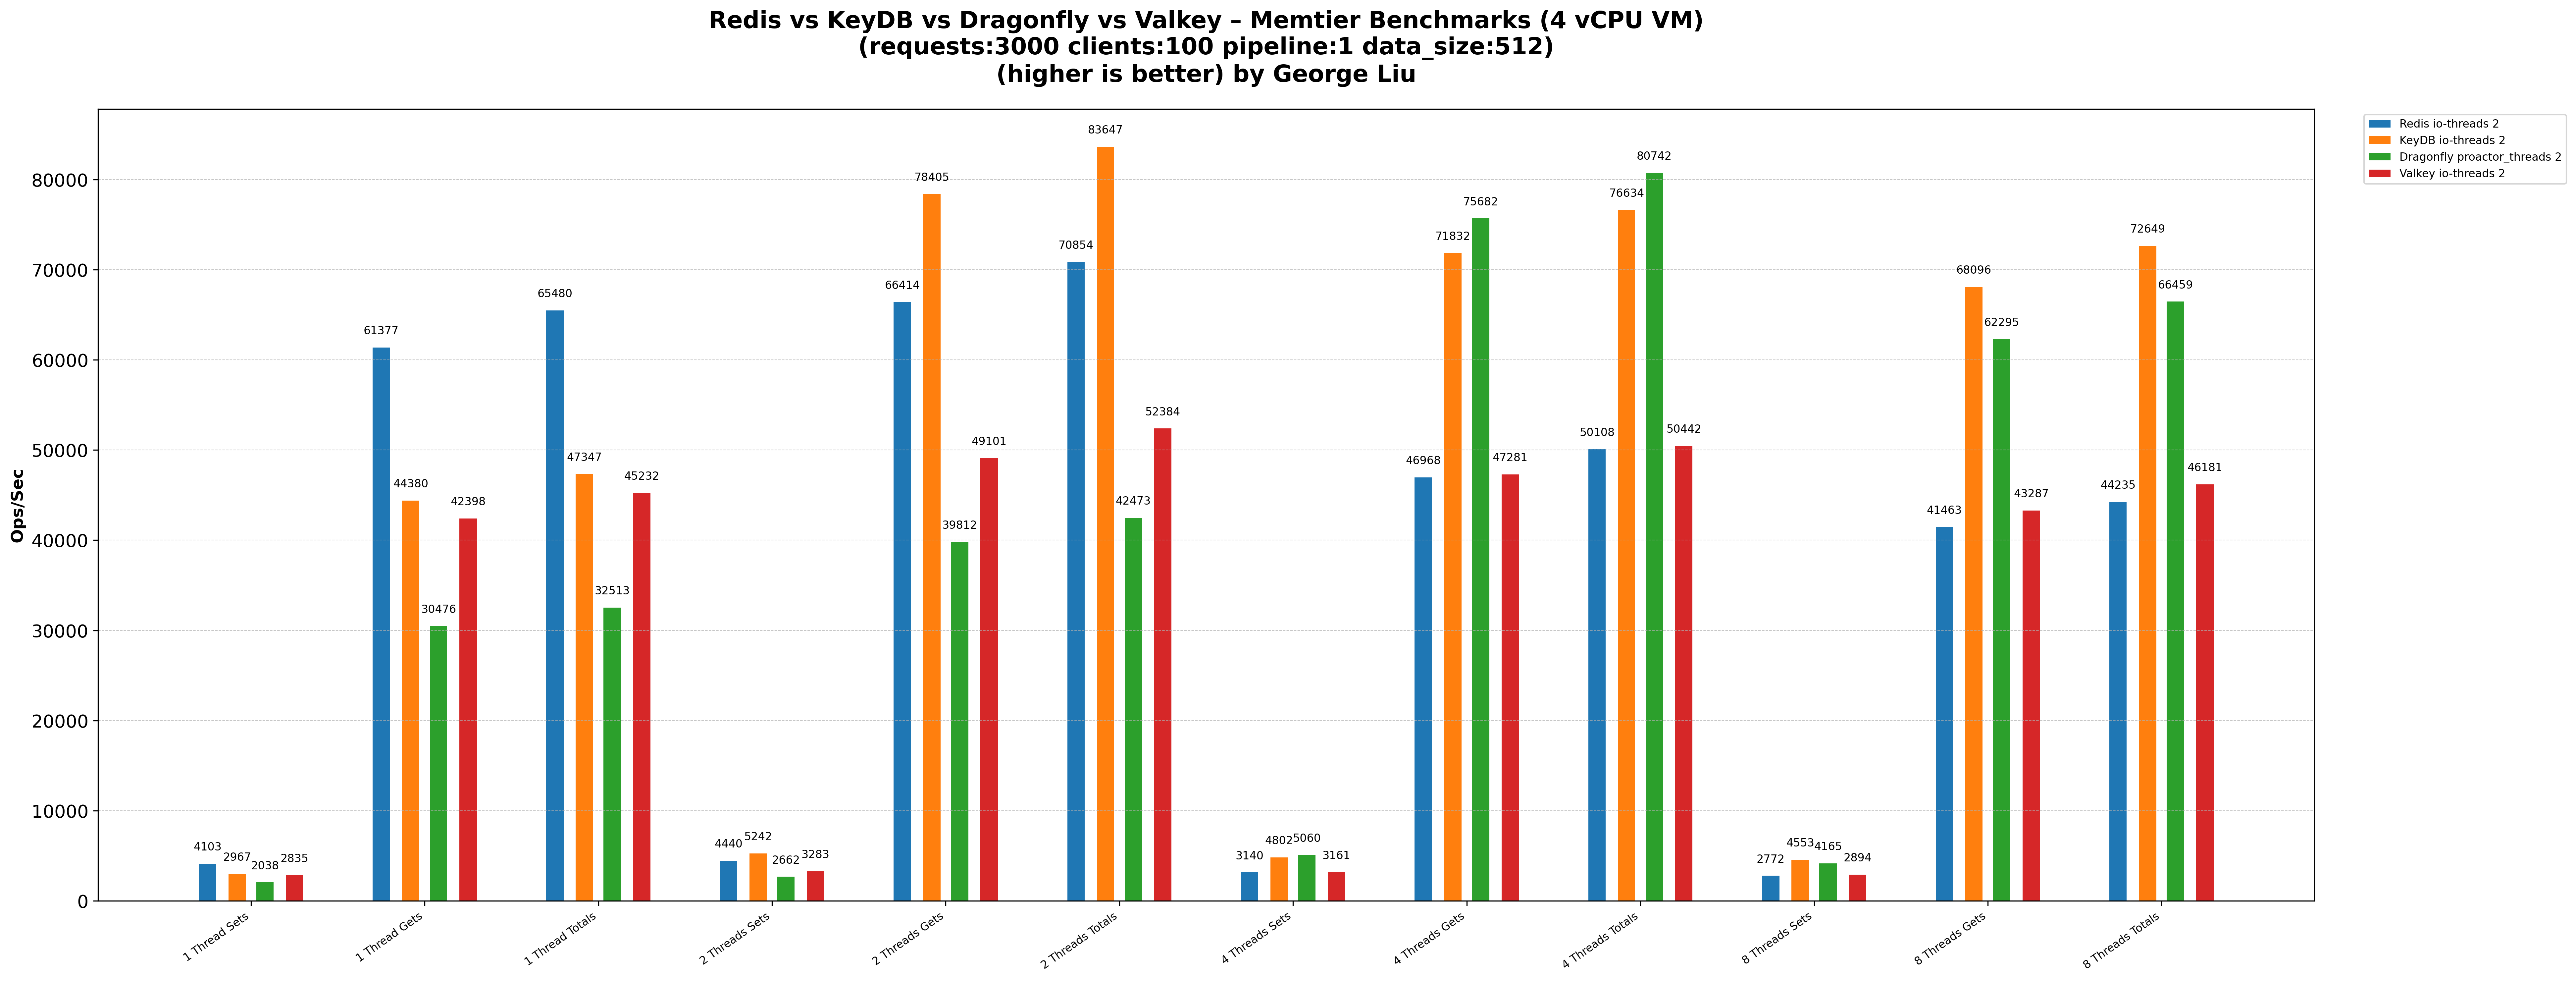 Redis vs KeyDB vs Dragonfly vs Valkey – Memtier Benchmarks (4 vCPU VM)
(requests:3000 clients:100 pipeline:1 data_size:512)
(higher is better) by George Liu
Redis io-threads 2
KeyDB io-threads 2
Dragonfly proactor_threads 2
Valkey io-threads 2
Ops/Sec
80000
70000
60000
50000
40000
30000
20000
10000
0
4103
2967
2038
2835
61377
44380
30476
42398
65480
47347
32513
45232
4440
5242
2662
3283
66414
78405
39812
49101
70854
83647
42473
52384
3140
4802
5060
3161
46968
71832
75682
47281
50108
76634
80742
50442
2772
4553
4165
2894
41463
68096
62295
43287
44235
72649
66459
46181
1 Thread Sets
1 Thread Gets
1 Thread Totals
2 Threads Sets
2 Threads Gets
2 Threads Totals
4 Threads Sets
4 Threads Gets
4 Threads Totals
8 Threads Sets
8 Threads Gets
8 Threads Totals